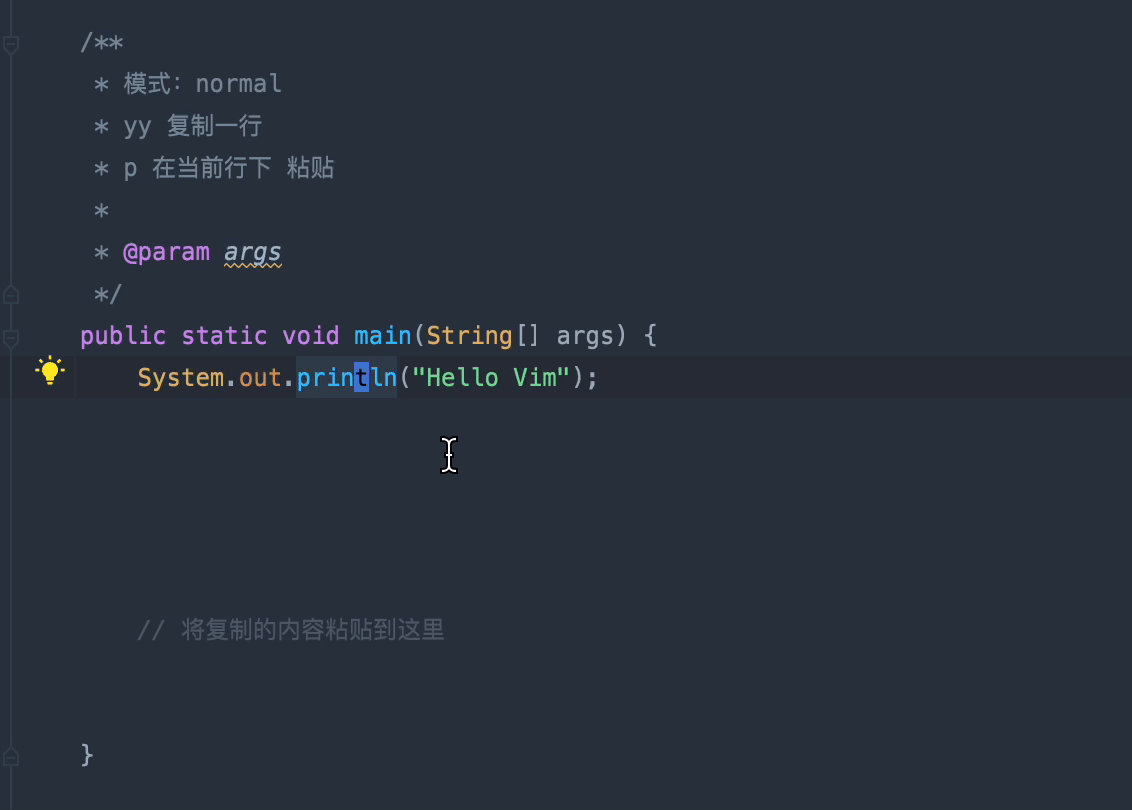 /**
 * 模式：normal
 * yy 复制一行
 * p 在当前行下 粘贴
 *
 * @param args
 */
public static void main(String[] args) {
    System.out.println("Hello Vim");
    // 将复制的内容粘贴到这里
}